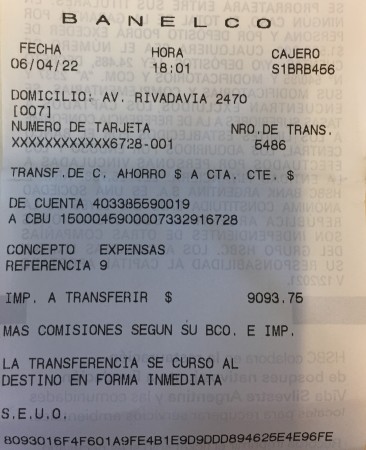 BANELCO
FECHA HORA CAJERO
06/04/22 18:01 S1BRB456
DOMICILIO: AV. RIVADAVIA 2470
[007]
NUMERO DE TARJETA NRO.DE TRANS.
XXXXXXXXXXXX6728-001 5486
TRANSF.DE C. AHORRO $ A CTA. CTE. $
DE CUENTA 403385590019
A CBU 1500045900007332916728
CONCEPTO EXPENSAS
REFERENCIA 9
IMP. A TRANSFERIR $ 9093.75
MAS COMISIONES SEGUN SU BCO. E IMP.
LA TRANSFERENCIA SE CURSO AL
DESTINO EN FORMA INMEDIATA
S.E.U.O.
8093016F4F601A9FE4B1E9D9DDD894625E4E96FE